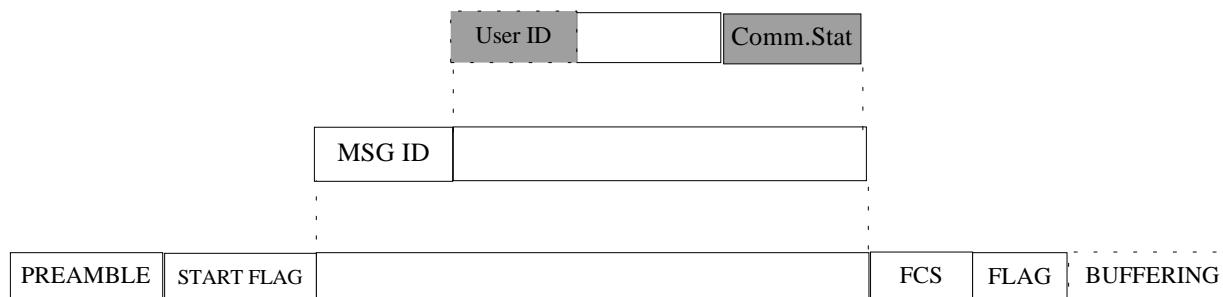 User ID Comm.Stat
MSG ID
PREAMBLE START FLAG FCS FLAG BUFFERING